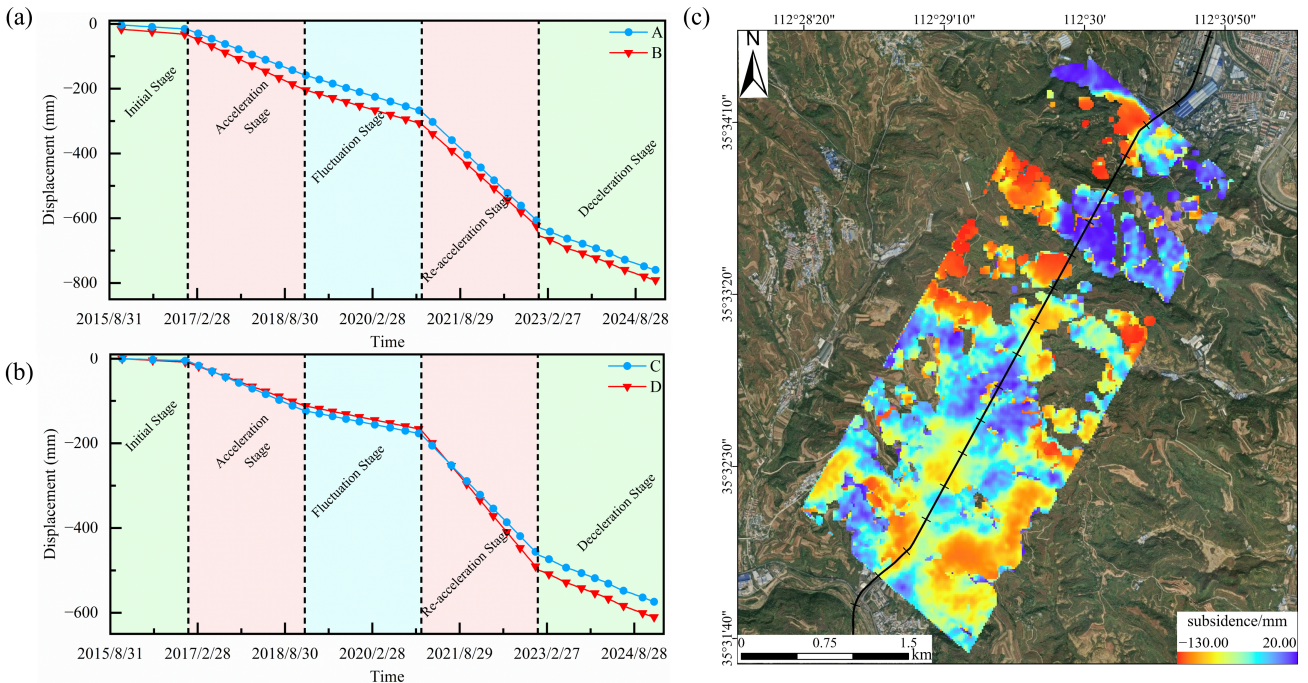 (a)
0
−200
−400
−600
−800
Displacement (mm)
A
B
Initial Stage
Acceleration
Stage
Fluctuation Stage
Re-acceleration Stage
Deceleration Stage
2015/8/31
2017/2/28
2018/8/30
2020/2/28
2021/8/29
2023/2/27
2024/8/28
Time
(b)
0
−200
−400
−600
Displacement (mm)
C
D
Initial Stage
Acceleration
Stage
Fluctuation Stage
Re-acceleration Stage
Deceleration Stage
2015/8/31
2017/2/28
2018/8/30
2020/2/28
2021/8/29
2023/2/27
2024/8/28
Time
(c)
112°28'20"
112°29'10"
112°30'
112°30'50"
N
35°34'10"
35°33'20"
35°32'30"
35°31'40"
0
0.75
1.5
km
subsidence/mm
−130.00
20.00